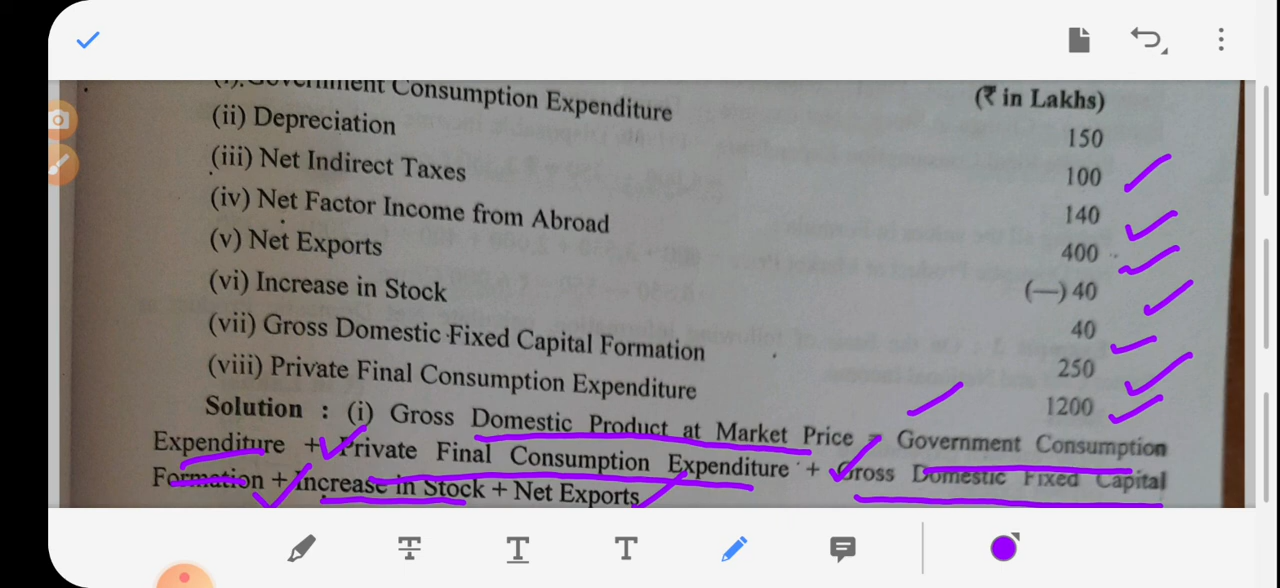 Government Consumption Expenditure
(₹ in Lakhs)
(ii) Depreciation 150
(iii) Net Indirect Taxes 100
(iv) Net Factor Income from Abroad 140
(v) Net Exports 400
(vi) Increase in Stock (—) 40
(vii) Gross Domestic Fixed Capital Formation 40
(viii) Private Final Consumption Expenditure 250
1200
Solution : (i) Gross Domestic Product at Market Price = Government Consumption
Expenditure + Private Final Consumption Expenditure + Gross Domestic Fixed Capital
Formation + Increase in Stock + Net Exports
T T T